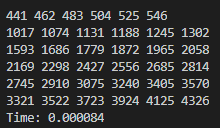 441 462 483 504 525 546
1017 1074 1131 1188 1245 1302
1593 1686 1779 1872 1965 2058
2169 2298 2427 2556 2685 2814
2745 2910 3075 3240 3405 3570
3321 3522 3723 3924 4125 4326
Time: 0.000084